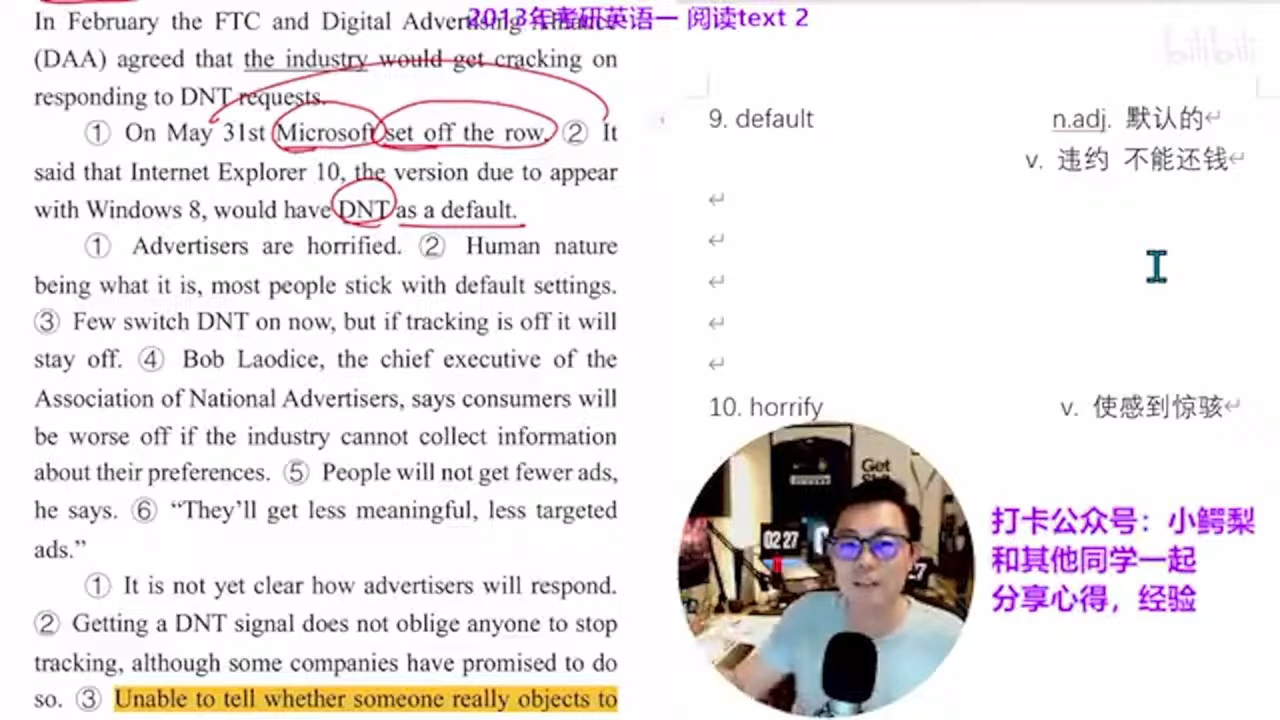 2013年考研英语一 阅读text 2
In February the FTC and Digital Advertising Alliance
(DAA) agreed that the industry would get cracking on
responding to DNT requests.
① On May 31st Microsoft set off the row. ② It
said that Internet Explorer 10, the version due to appear
with Windows 8, would have DNT as a default.
① Advertisers are horrified. ② Human nature
being what it is, most people stick with default settings.
③ Few switch DNT on now, but if tracking is off it will
stay off. ④ Bob Laodice, the chief executive of the
Association of National Advertisers, says consumers will
be worse off if the industry cannot collect information
about their preferences. ⑤ People will not get fewer ads,
he says. ⑥ “They’ll get less meaningful, less targeted
ads.”
① It is not yet clear how advertisers will respond.
② Getting a DNT signal does not oblige anyone to stop
tracking, although some companies have promised to do
so. ③ Unable to tell whether someone really objects to
bilibili
9. default n.adj. 默认的
v. 违约 不能还钱
10. horrify v. 使感到惊骇
Get
02 27
打卡公众号：小鳄梨
和其他同学一起
分享心得，经验